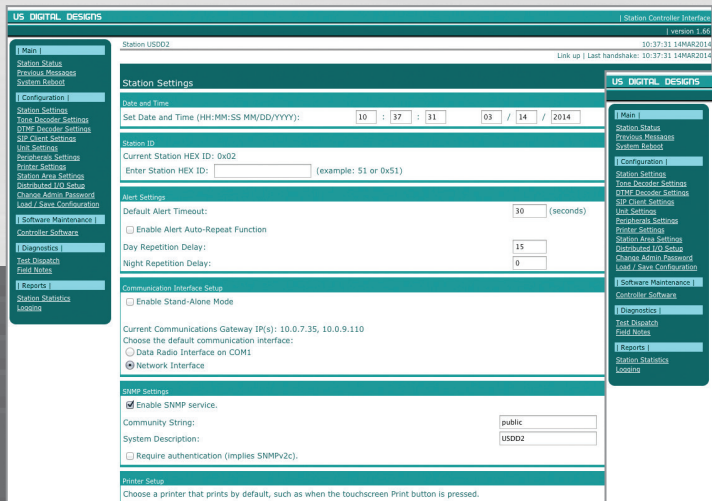 US DIGITAL DESIGNS
| Station Controller Interface
| version 1.66
Station USDD2
10:37:31 14MAR2014
Link up | Last handshake: 10:37:31 14MAR2014
| Main |
Station Status
Previous Messages
System Reboot
| Configuration |
Station Settings
Tone Decoder Settings
DTMF Decoder Settings
SIP Client Settings
Unit Settings
Peripherals Settings
Printer Settings
Station Area Settings
Distributed I/O Setup
Change Admin Password
Load / Save Configuration
| Software Maintenance |
Controller Software
| Diagnostics |
Test Dispatch
Field Notes
| Reports |
Station Statistics
Logging
Station Settings
Date and Time
Set Date and Time (HH:MM:SS MM/DD/YYYY): 10 : 37 : 31 03 / 14 / 2014
Station ID
Current Station HEX ID: 0x02
Enter Station HEX ID: (example: 51 or 0x51)
Alert Settings
Default Alert Timeout: 30 (seconds)
Enable Alert Auto-Repeat Function
Day Repetition Delay: 15
Night Repetition Delay: 0
Communication Interface Setup
Enable Stand-Alone Mode
Current Communications Gateway IP(s): 10.0.7.35, 10.0.9.110
Choose the default communication interface:
Data Radio Interface on COM1
Network Interface
SNMP Settings
Enable SNMP service.
Community String: public
System Description: USDD2
Require authentication (implies SNMPv2c).
Printer Setup
Choose a printer that prints by default, such as when the touchscreen Print button is pressed.
US DIGITAL DESIGNS
| Main |
Station Status
Previous Messages
System Reboot
| Configuration |
Station Settings
Tone Decoder Settings
DTMF Decoder Settings
SIP Client Settings
Unit Settings
Peripherals Settings
Printer Settings
Station Area Settings
Distributed I/O Setup
Change Admin Password
Load / Save Configuration
| Software Maintenance |
Controller Software
| Diagnostics |
Test Dispatch
Field Notes
| Reports |
Station Statistics
Logging